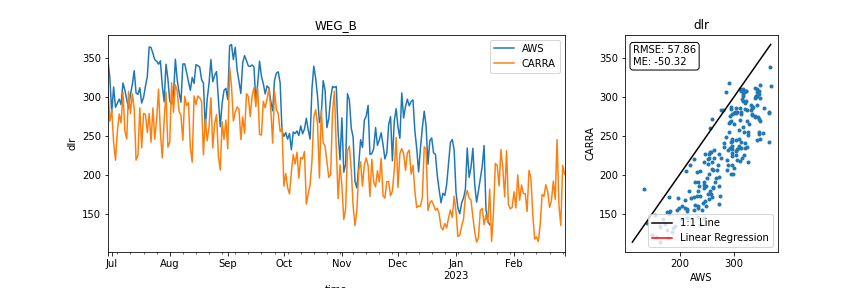 WEG_B
dlr
350
300
250
200
150
AWS
CARRA
Jul
Aug
Sep
Oct
Nov
Dec
Jan
2023
Feb
time
dlr
CARRA
350
300
250
200
150
RMSE: 57.86
ME: -50.32
1:1 Line
Linear Regression
200
300
AWS